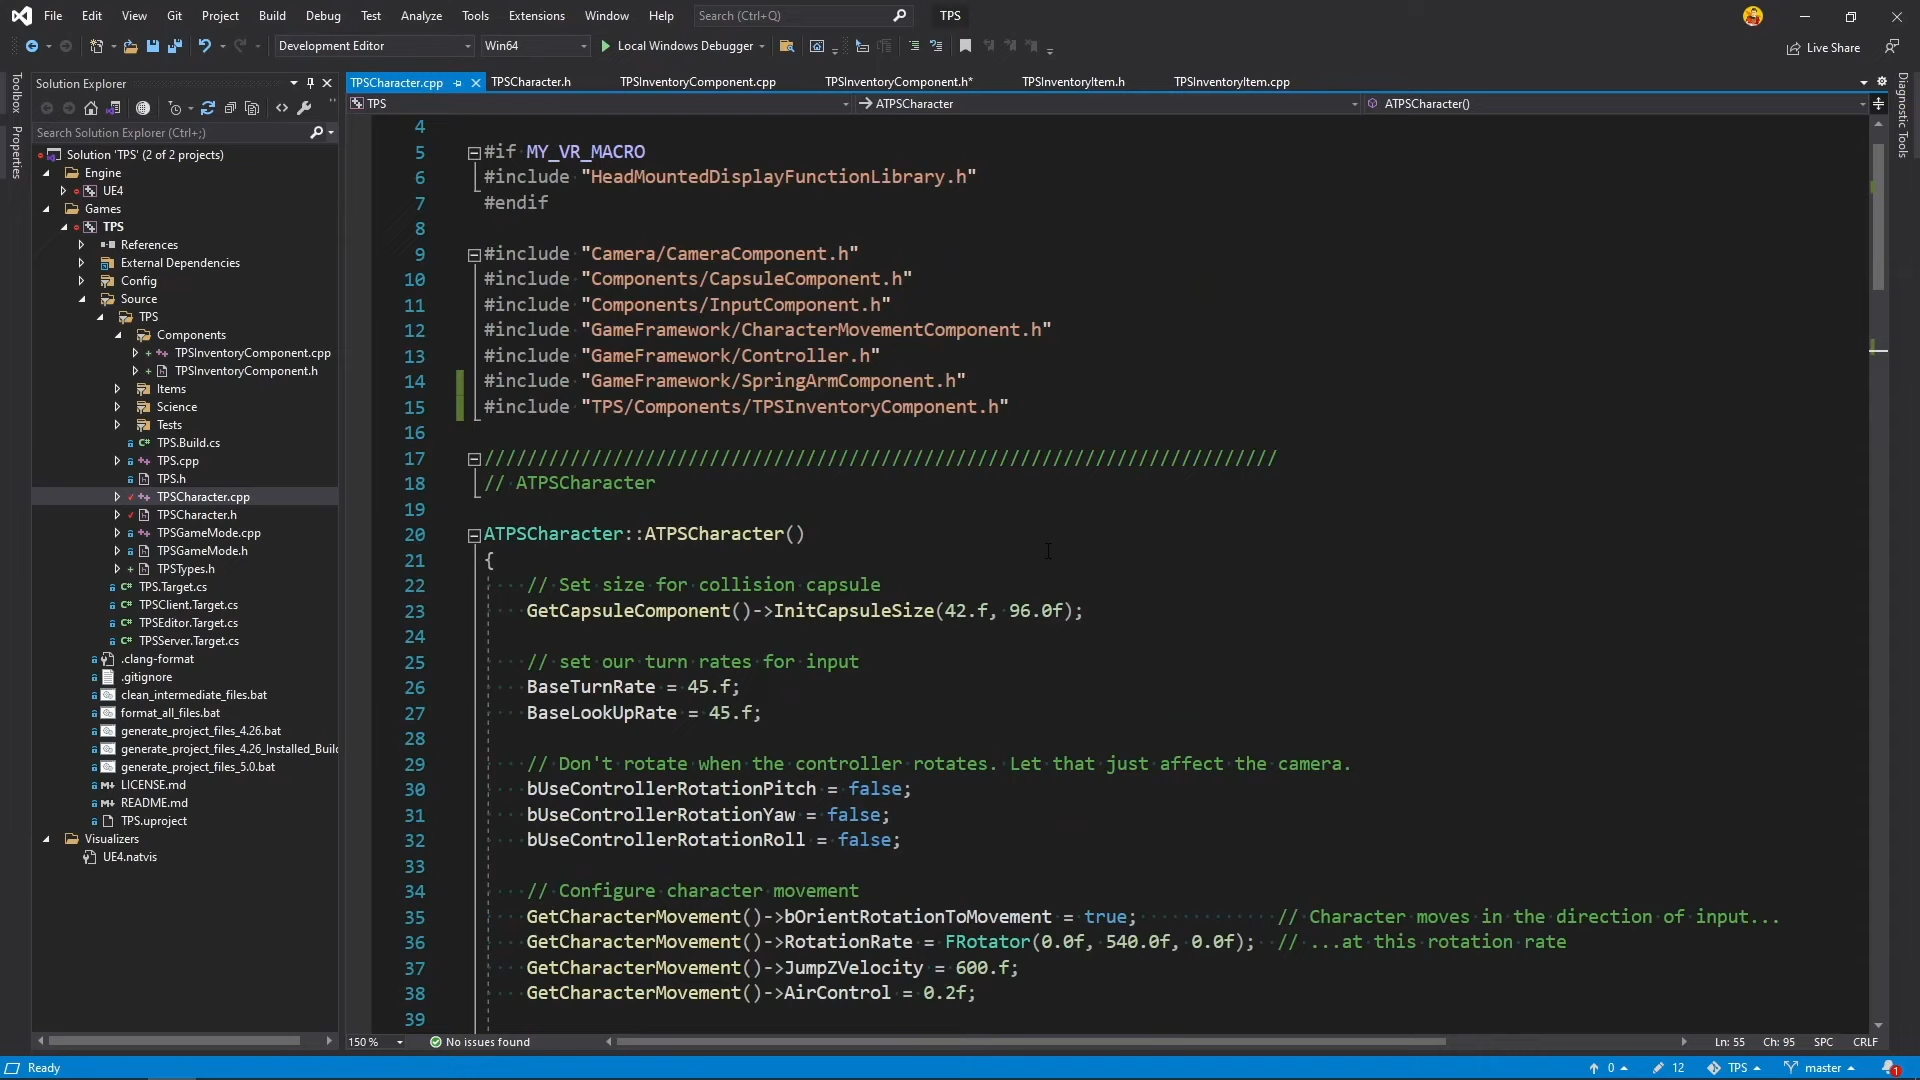 File Edit View Git Project Build Debug Test Analyze Tools Extensions Window Help Search (Ctrl+Q) TPS
Development Editor Win64 Local Windows Debugger Live Share
Toolbox
Properties
Solution Explorer
Search Solution Explorer (Ctrl+;)
Solution 'TPS' (2 of 2 projects)
Engine
UE4
Games
TPS
References
External Dependencies
Config
Source
TPS
Components
TPSInventoryComponent.cpp
TPSInventoryComponent.h
Items
Science
Tests
TPS.Build.cs
TPS.cpp
TPS.h
TPSCharacter.cpp
TPSCharacter.h
TPSGameMode.cpp
TPSGameMode.h
TPSTypes.h
TPS.Target.cs
TPSClient.Target.cs
TPSEditor.Target.cs
TPSServer.Target.cs
.clang-format
.gitignore
clean_intermediate_files.bat
format_all_files.bat
generate_project_files_4.26.bat
generate_project_files_4.26_Installed_Build
generate_project_files_5.0.bat
LICENSE.md
README.md
TPS.uproject
Visualizers
UE4.natvis
TPSCharacter.cpp TPSCharacter.h TPSInventoryComponent.cpp TPSInventoryComponent.h* TPSInventoryItem.h TPSInventoryItem.cpp
TPS ATPSCharacter ATPSCharacter()
4
5 #if MY_VR_MACRO
6 #include "HeadMountedDisplayFunctionLibrary.h"
7 #endif
8
9 #include "Camera/CameraComponent.h"
10 #include "Components/CapsuleComponent.h"
11 #include "Components/InputComponent.h"
12 #include "GameFramework/CharacterMovementComponent.h"
13 #include "GameFramework/Controller.h"
14 #include "GameFramework/SpringArmComponent.h"
15 #include "TPS/Components/TPSInventoryComponent.h"
16
17 //////////////////////////////////////////////////////////////////////////
18 // ATPSCharacter
19
20 ATPSCharacter::ATPSCharacter()
21 {
22 // Set size for collision capsule
23 GetCapsuleComponent()->InitCapsuleSize(42.f, 96.0f);
24
25 // set our turn rates for input
26 BaseTurnRate = 45.f;
27 BaseLookUpRate = 45.f;
28
29 // Don't rotate when the controller rotates. Let that just affect the camera.
30 bUseControllerRotationPitch = false;
31 bUseControllerRotationYaw = false;
32 bUseControllerRotationRoll = false;
33
34 // Configure character movement
35 GetCharacterMovement()->bOrientRotationToMovement = true; // Character moves in the direction of input...
36 GetCharacterMovement()->RotationRate = FRotator(0.0f, 540.0f, 0.0f); // ...at this rotation rate
37 GetCharacterMovement()->JumpZVelocity = 600.f;
38 GetCharacterMovement()->AirControl = 0.2f;
39
150 % No issues found Ln: 55 Ch: 95 SPC CRLF
Diagnostic Tools
Ready 0 12 TPS master 1